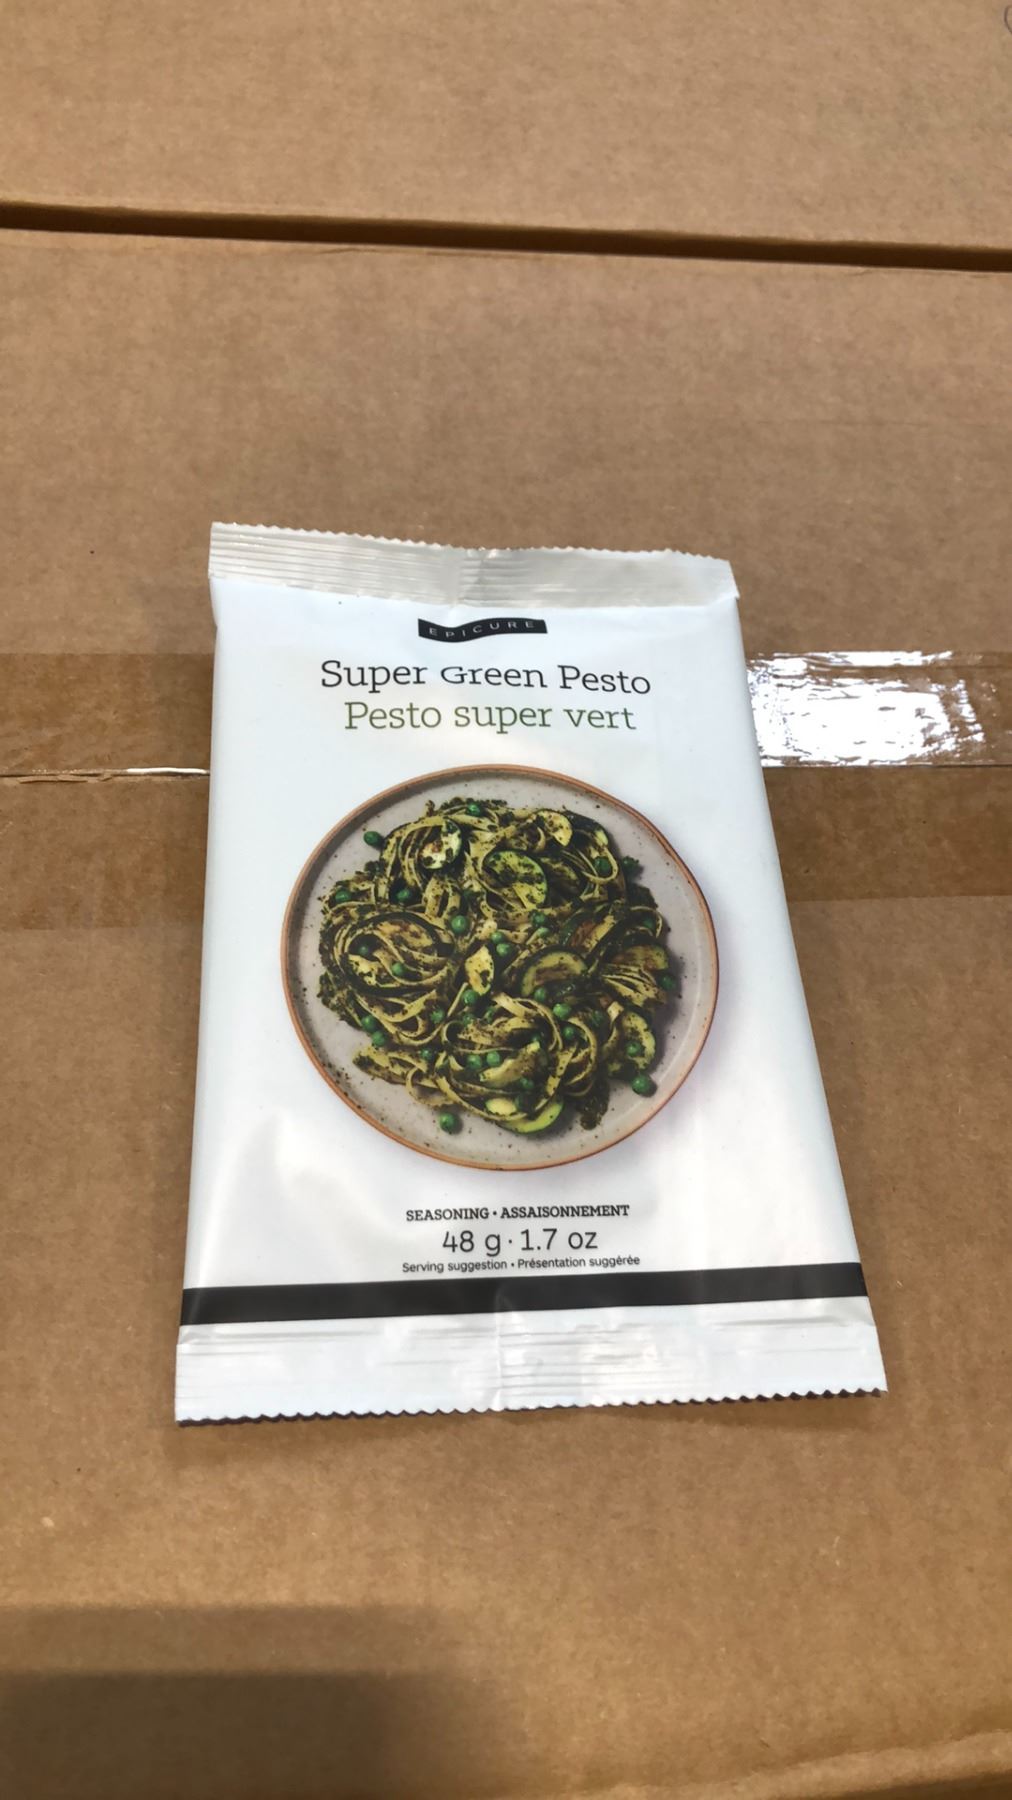 EPICURE
Super Green Pesto
Pesto super vert
SEASONING • ASSAISONNEMENT
48 g · 1.7 oz
Serving suggestion • Présentation suggérée